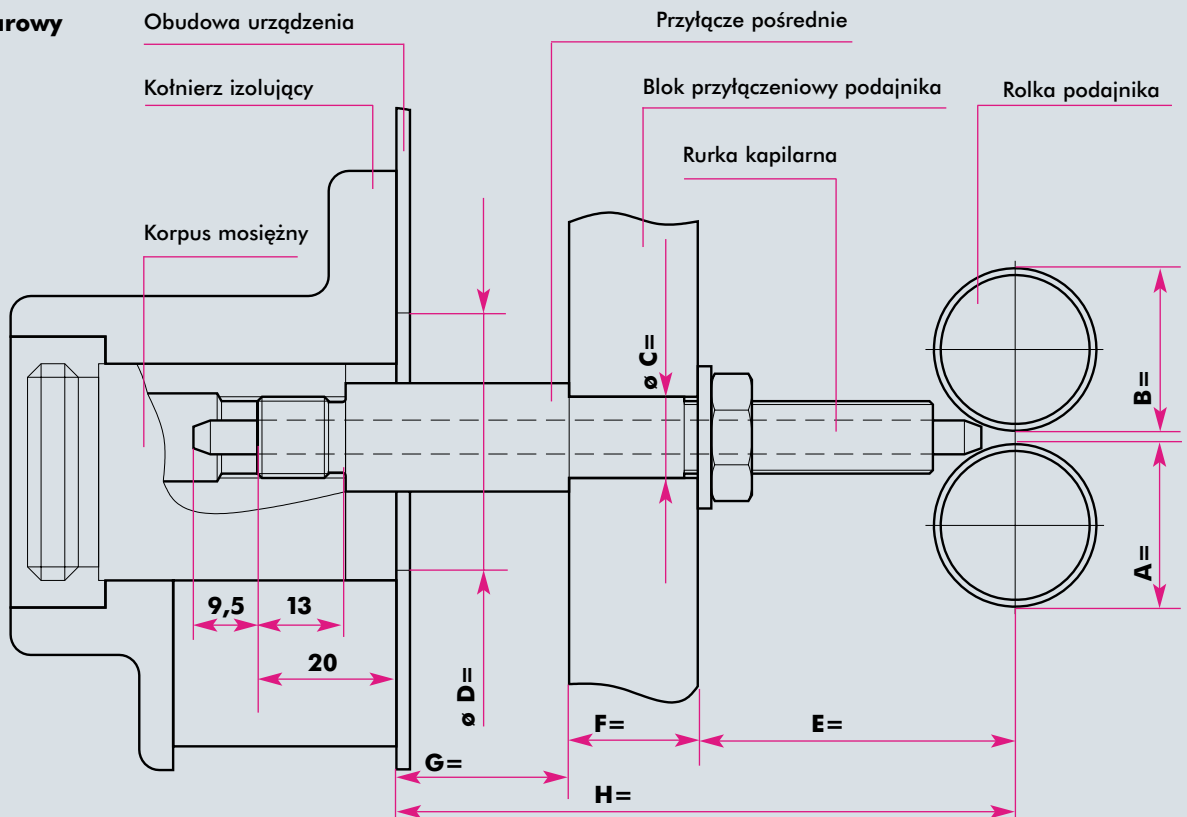 Obudowa urządzenia
Przyłącze pośrednie
Kołnierz izolujący
Blok przyłączeniowy podajnika
Rolka podajnika
Rurka kapilarna
Korpus mosiężny
ø C=
B=
A=
9,5
13
20
ø D=
F=
E=
G=
H=